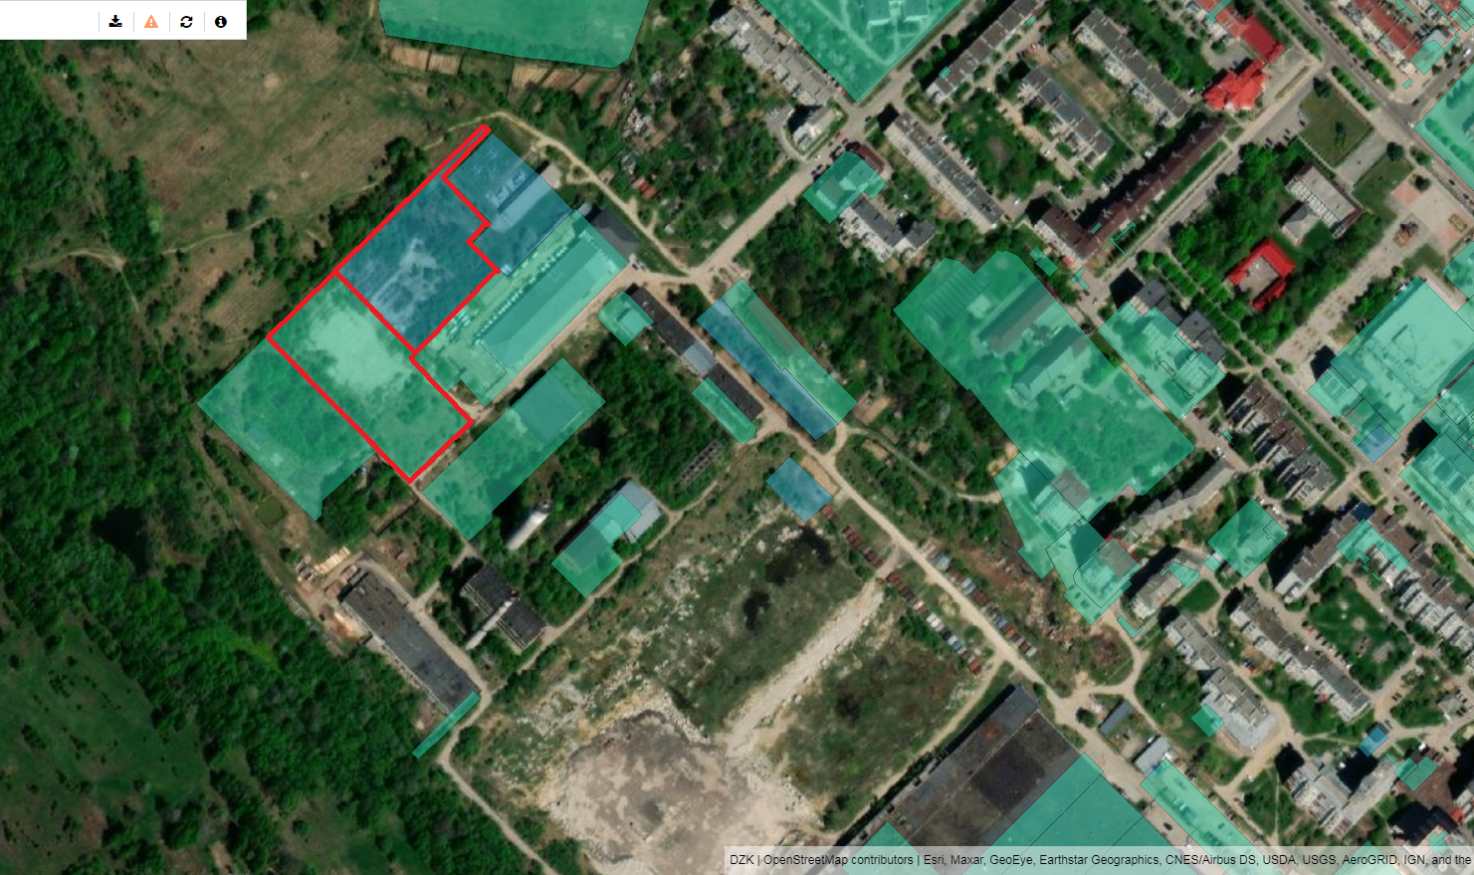 DZK | OpenStreetMap contributors | Esri, Maxar, GeoEye, Earthstar Geographics, CNES/Airbus DS, USDA, USGS, AeroGRID, IGN, and the